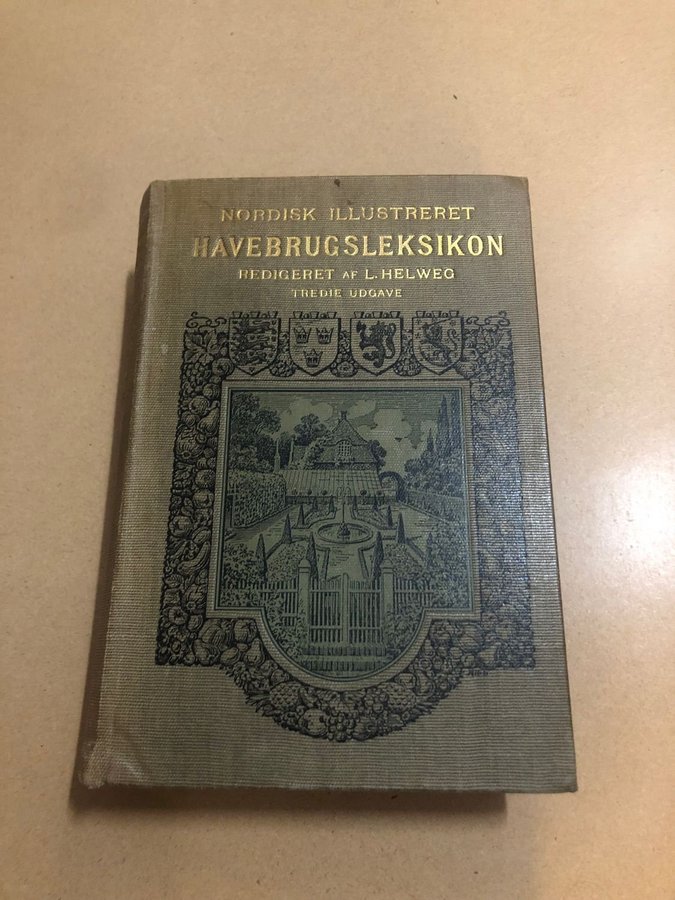 NORDISK ILLUSTRERET
HAVEBRUGSLEKSIKON
REDIGERET AF L. HELWEG
TREDIE UDGAVE